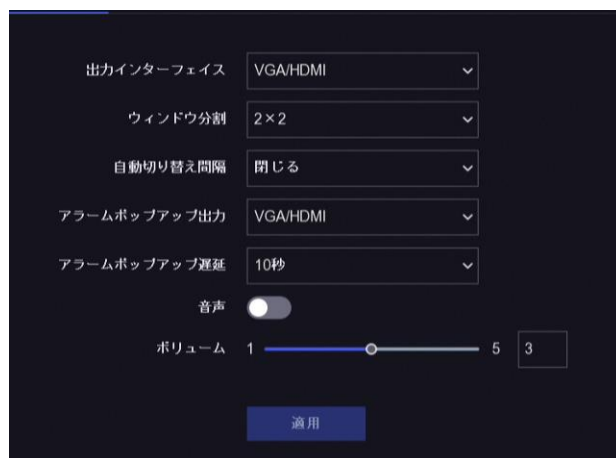 出力インターフェイス VGA/HDMI
ウィンドウ分割 2×2
自動切り替え間隔 閉じる
アラームポップアップ出力 VGA/HDMI
アラームポップアップ遅延 10秒
音声
ボリューム 1 5 3
適用